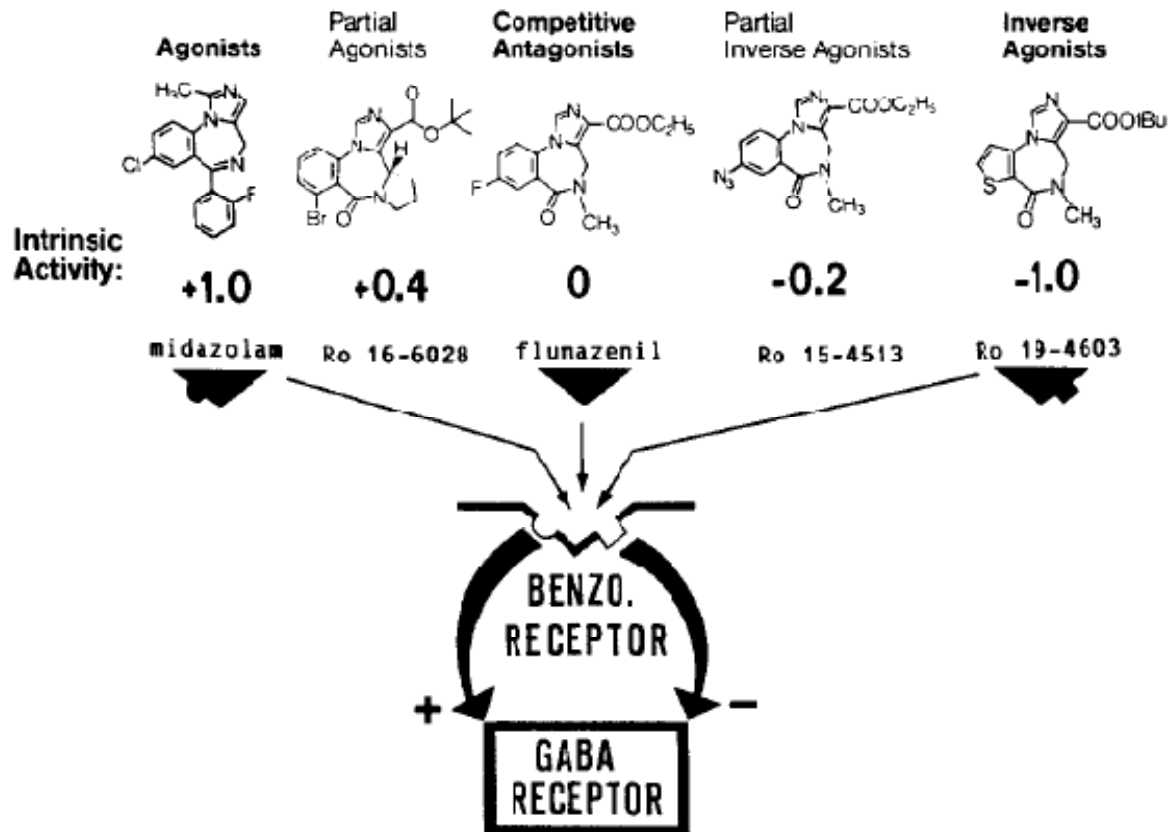 Agonists
Partial
Agonists
Competitive
Antagonists
Partial
Inverse Agonists
Inverse
Agonists
H₃C
N
N
Cl
N
F
N
O
O
N
H
Br
O
N
N
COOC₂H₅
N
F
O
N
CH₃
N
COOC₂H₅
N
N₃
O
N
CH₃
N
COOtBu
N
S
O
N
CH₃
Intrinsic
Activity:
+1.0
+0.4
0
-0.2
-1.0
midazolam
Ro 16-6028
flunazenil
Ro 15-4513
Ro 19-4603
BENZO.
RECEPTOR
+
−
GABA
RECEPTOR